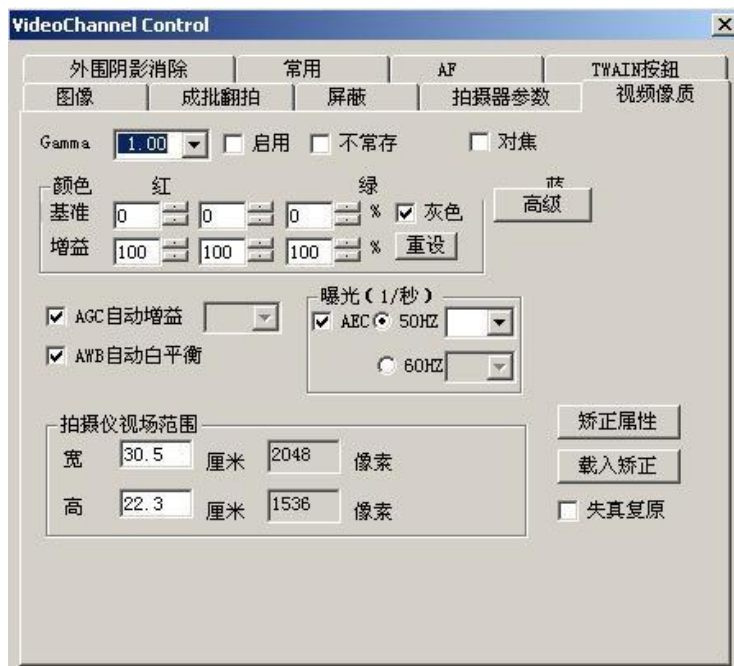 VideoChannel Control
外围阴影消除 常用 AF TWAIN按钮
图像 成批翻拍 屏蔽 拍摄器参数 视频像质
Gamma 1.00 启用 不常存 对焦
颜色 红 绿 蓝
基准 0 0 0 % 灰色 高级
增益 100 100 100 % 重设
曝光(1/秒)
AGC自动增益 AEC 50HZ
AWB自动白平衡 60HZ
拍摄仪视场范围
宽 30.5 厘米 2048 像素
高 22.3 厘米 1536 像素
矫正属性
载入矫正
失真复原